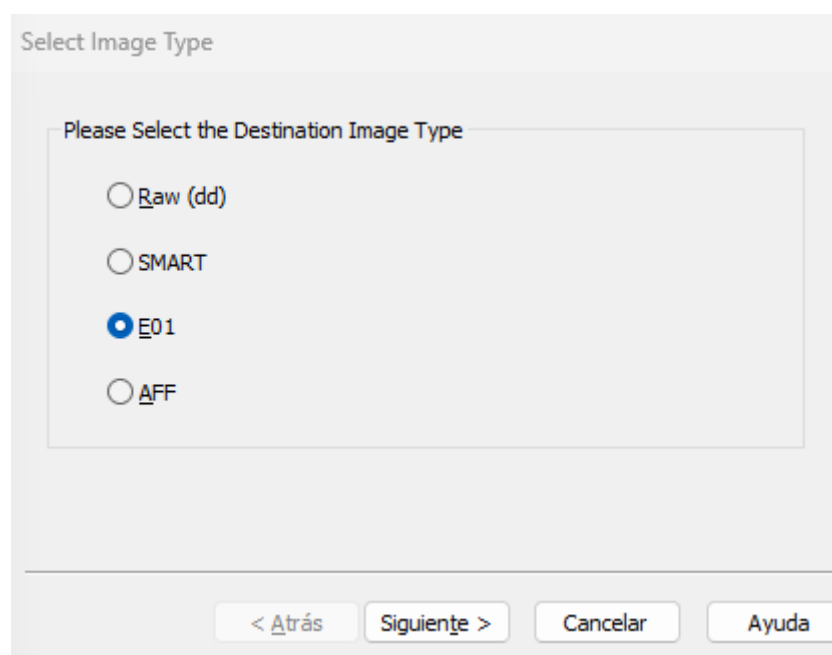 Select Image Type
Please Select the Destination Image Type
Raw (dd)
SMART
E01
AFF
< Atrás Siguiente > Cancelar Ayuda